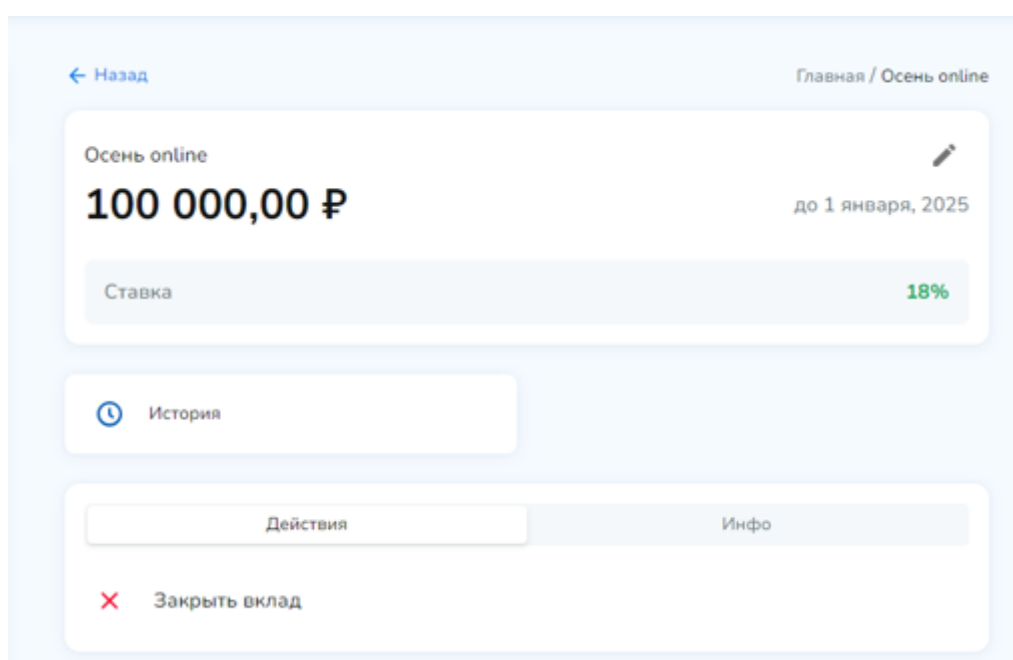 ← Назад
Главная / Осень online
Осень online
100 000,00 ₽
до 1 января, 2025
Ставка
18%
История
Действия
Инфо
Закрыть вклад